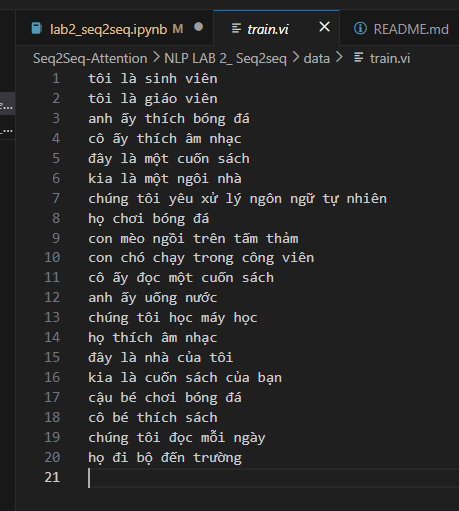 lab2_seq2seq.ipynb M train.vi README.md
Seq2Seq-Attention > NLP LAB 2_ Seq2seq > data > train.vi
1 tôi là sinh viên
2 tôi là giáo viên
3 anh ấy thích bóng đá
4 cô ấy thích âm nhạc
5 đây là một cuốn sách
6 kia là một ngôi nhà
7 chúng tôi yêu xử lý ngôn ngữ tự nhiên
8 họ chơi bóng đá
9 con mèo ngồi trên tấm thảm
10 con chó chạy trong công viên
11 cô ấy đọc một cuốn sách
12 anh ấy uống nước
13 chúng tôi học máy học
14 họ thích âm nhạc
15 đây là nhà của tôi
16 kia là cuốn sách của bạn
17 cậu bé chơi bóng đá
18 cô bé thích sách
19 chúng tôi đọc mỗi ngày
20 họ đi bộ đến trường
21